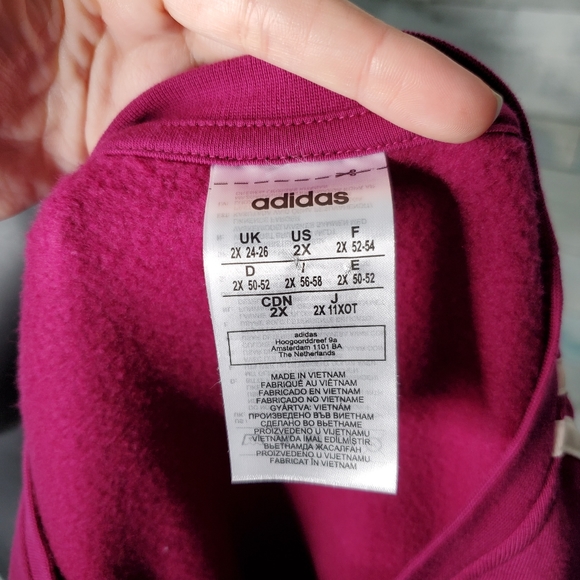 adidas
UK US F
2X 24-26 2X 2X 52-54
D I E
2X 50-52 2X 56-58 2X 50-52
CDN J
2X 2X 11XOT
adidas
Hoogoorddreef 9a
Amsterdam 1101 BA
The Netherlands
MADE IN VIETNAM
FABRIQUÉ AU VIÊTNAM
FABRICADO EN VIETNAM
FABRICADO NO VIETNAME
GYÁRTVA: VIETNÁM
ПРОИЗВЕДЕНО ВЪВ ВИЕТНАМ
СДЕЛАНО ВО ВЬЕТНАМЕ
PROIZVEDENO U VIJETNAMU
VIETNAM'DA IMAL EDİLMİŞTİR.
ВЬЕТНАМДА ЖАСАЛҒАН
PROIZVEDENO U VIJETNAMU
FABRICAT ÎN VIETNAM